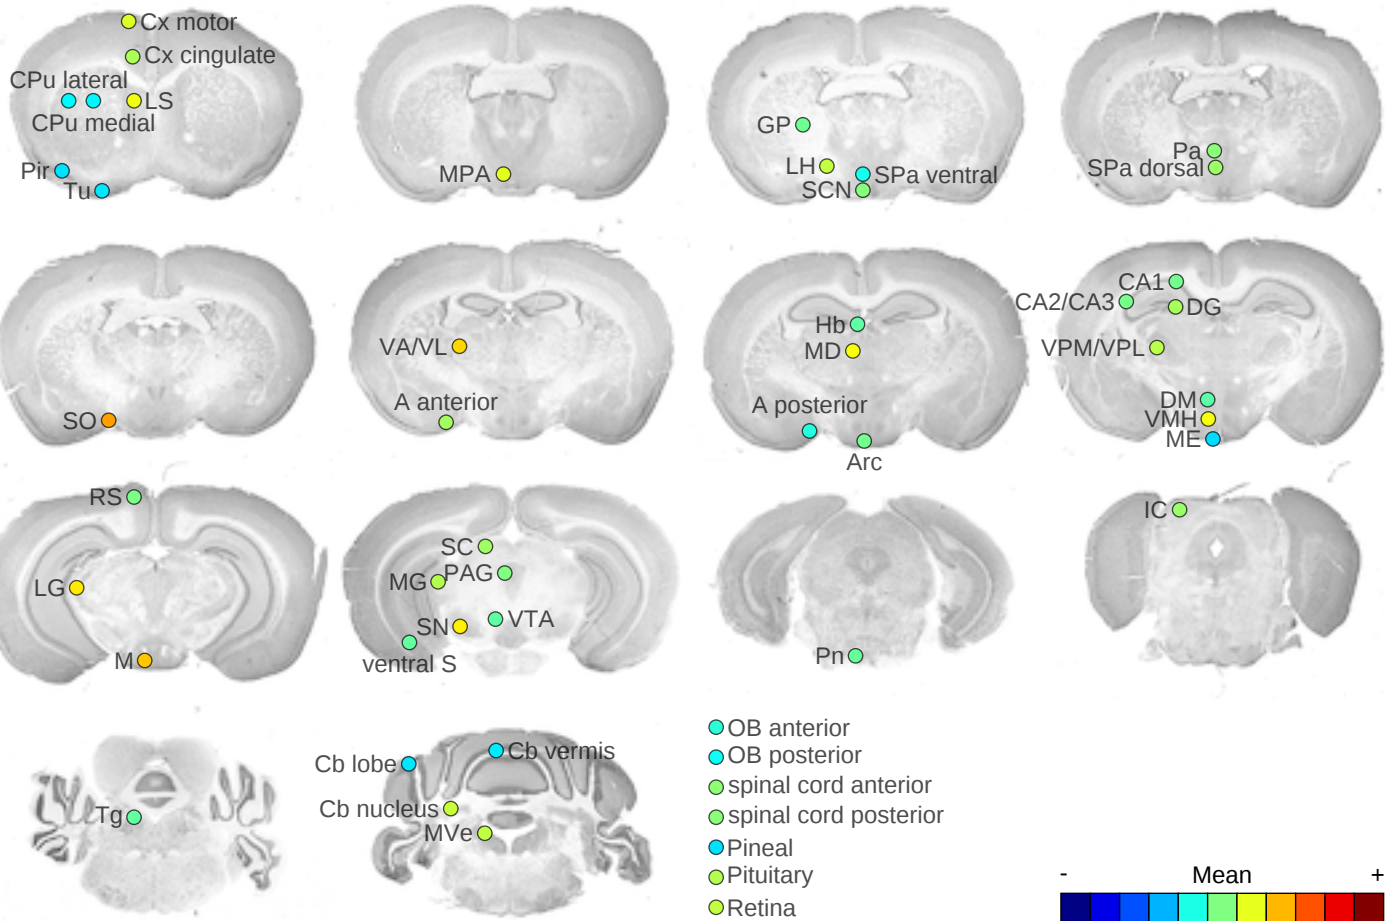 Cx motor
Cx cingulate
CPu lateral
LS
CPu medial
Pir
Tu
MPA
GP
LH
SPa ventral
SCN
Pa
SPa dorsal
SO
VA/VL
A anterior
Hb
MD
A posterior
Arc
CA1
CA2/CA3
DG
VPM/VPL
DM
VMH
ME
RS
LG
M
SC
MG
PAG
SN
VTA
ventral S
Pn
IC
Tg
Cb lobe
Cb vermis
Cb nucleus
MVe
OB anterior
OB posterior
spinal cord anterior
spinal cord posterior
Pineal
Pituitary
Retina
- Mean +